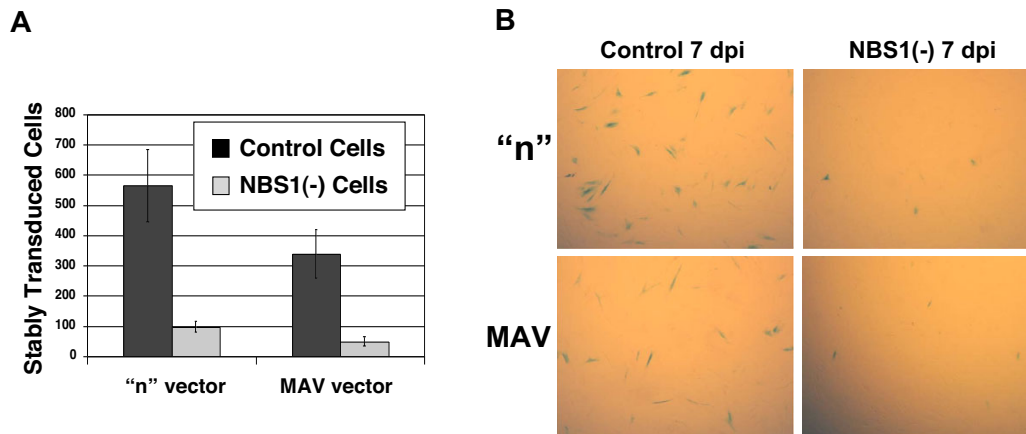 A
Stably Transduced Cells
800
700
600
500
400
300
200
100
0
Control Cells
NBS1(-) Cells
“n” vector
MAV vector
B
Control 7 dpi
NBS1(-) 7 dpi
“n”
MAV